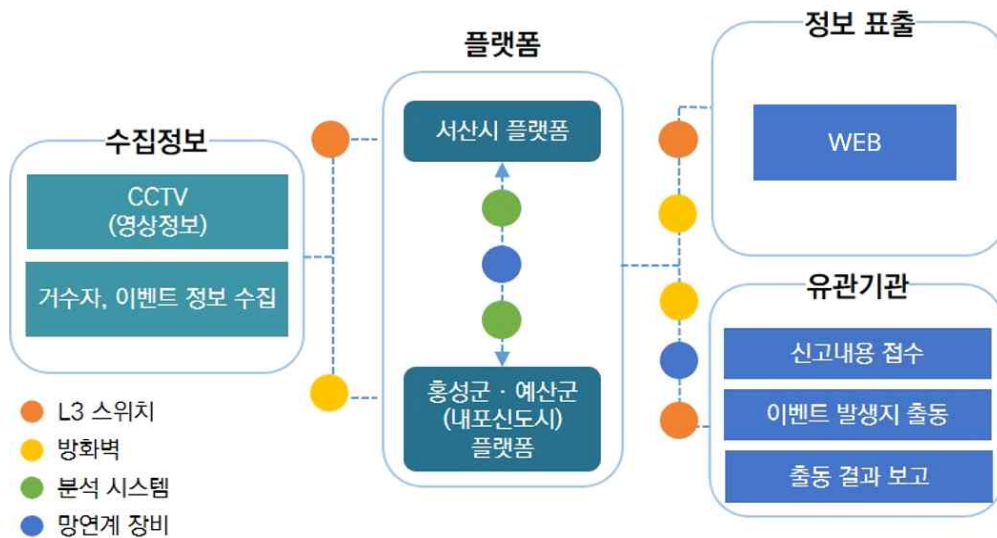 수집정보
CCTV
(영상정보)
거수자, 이벤트 정보 수집
L3 스위치
방화벽
분석 시스템
망연계 장비
플랫폼
서산시 플랫폼
홍성군 · 예산군
(내포신도시)
플랫폼
정보 표출
WEB
유관기관
신고내용 접수
이벤트 발생지 출동
출동 결과 보고